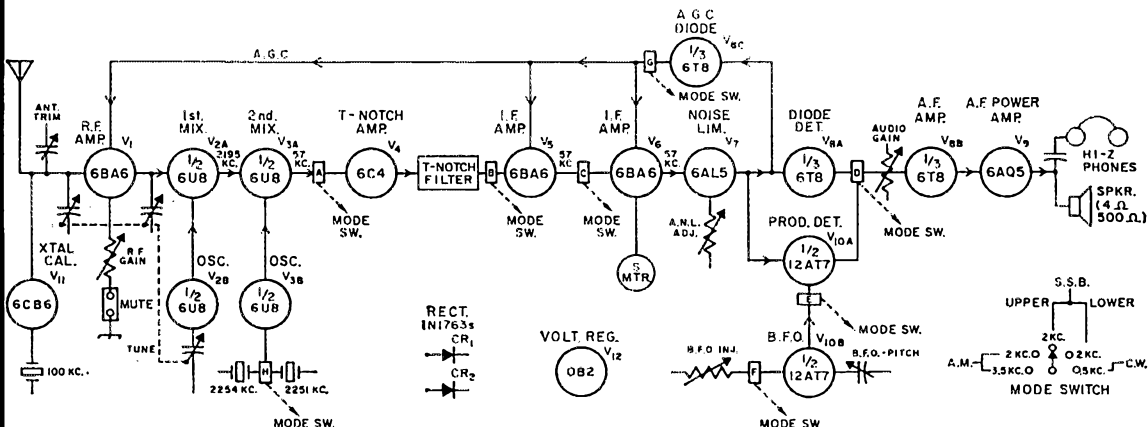 A.G.C
A G C
DIODE
V8C
1/3
6T8
G
MODE SW.
ANT.
TRIM
R.F.
AMP.
V1
6BA6
1st.
MIX.
V2A
1/2
6U8
2195
KC.
2nd.
MIX.
V3A
1/2
6U8
57
KC.
A
MODE
SW.
T-NOTCH
AMP.
V4
6C4
T-NOTCH
FILTER
B
MODE
SW.
I.F
AMP.
V5
6BA6
57
KC
C
MODE
SW.
I.F.
AMP.
V6
6BA6
57
KC
NOISE
LIM.
V7
6AL5
A.N.L.
ADJ.
S
MTR
DIODE
DET.
V8A
1/3
6T8
D
MODE SW.
AUDIO
GAIN
A.F.
AMP.
V8B
1/3
6T8
A.F. POWER
AMP.
V9
6AQ5
HI-Z
PHONES
SPKR.
(4 Ω
500 Ω)
PROD. DET.
V10A
1/2
12AT7
E
MODE SW.
B.F.O.
V10B
1/2
12AT7
B.F.O INJ.
F
MODE SW.
B.F.O.-PITCH
XTAL
CAL.
V11
6CB6
100 KC.
R.F.
GAIN
MUTE
TUNE
OSC.
V2B
1/2
6U8
OSC.
V3B
1/2
6U8
H
2254 KC.
2251 KC.
MODE SW.
RECT.
1N1763s
CR1
CR2
VOLT. REG.
V12
OB2
S.S.B.
UPPER
LOWER
2KC.
2 KC.
2 KC.
A.M.
3.5KC.
0.5KC.
C.W.
MODE SWITCH